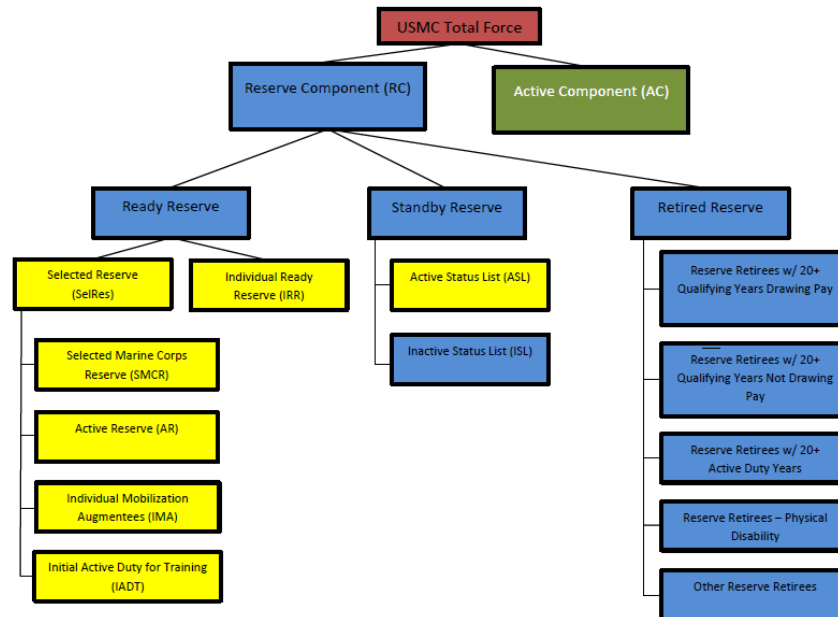 USMC Total Force
Reserve Component (RC)
Active Component (AC)
Ready Reserve
Standby Reserve
Retired Reserve
Selected Reserve
(SelRes)
Individual Ready
Reserve (IRR)
Active Status List (ASL)
Reserve Retirees w/ 20+
Qualifying Years Drawing
Pay
Selected Marine Corps
Reserve (SMCR)
Inactive Status List (ISL)
Reserve Retirees w/ 20+
Qualifying Years Not Drawing
Pay
Active Reserve (AR)
Reserve Retirees w/ 20+
Active Duty Years
Individual Mobilization
Augmentees (IMA)
Reserve Retirees – Physical
Disability
Initial Active Duty for Training
(IADT)
Other Reserve Retirees